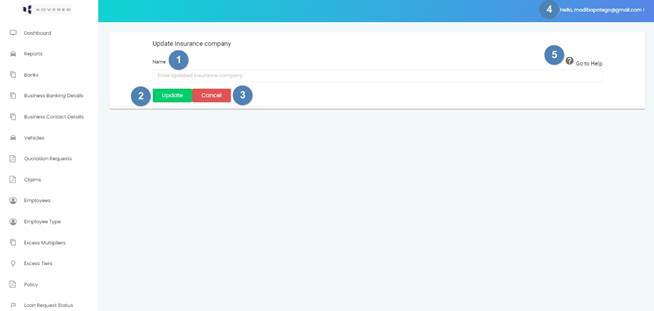 KOVERED
4
Hello, madibapotego@gmail.com !
Dashboard
Reports
Banks
Business Banking Details
Business Contact Details
Vehicles
Quotation Requests
Claims
Employees
Employee Type
Excess Multipliers
Excess Tiers
Policy
Loan Request Status
Update Insurance company
Name
1
5
Go to Help
Enter Updated Insurance company
2
Update
Cancel
3